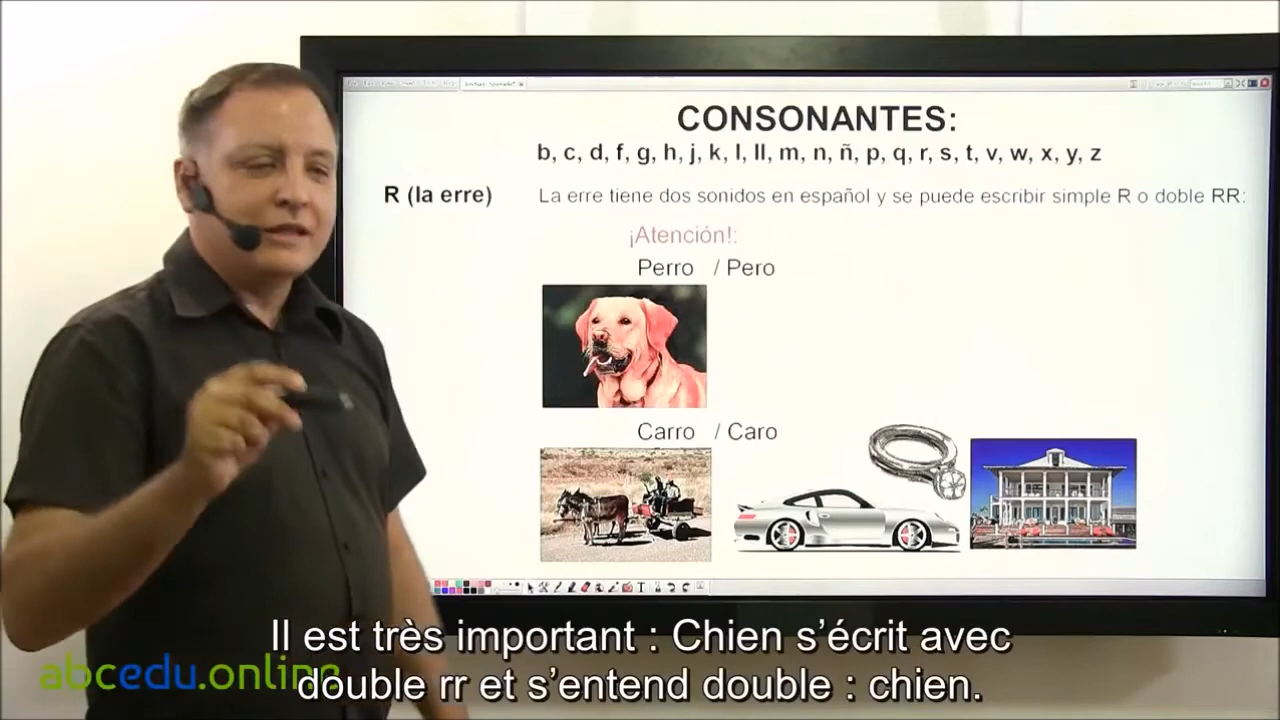 CONSONANTES:
b, c, d, f, g, h, j, k, l, ll, m, n, ñ, p, q, r, s, t, v, w, x, y, z
R (la erre) La erre tiene dos sonidos en español y se puede escribir simple R o doble RR:
¡Atención!:
Perro / Pero
Carro / Caro
Il est très important : Chien s’écrit avec
double rr et s’entend double : chien.
abcedu.online